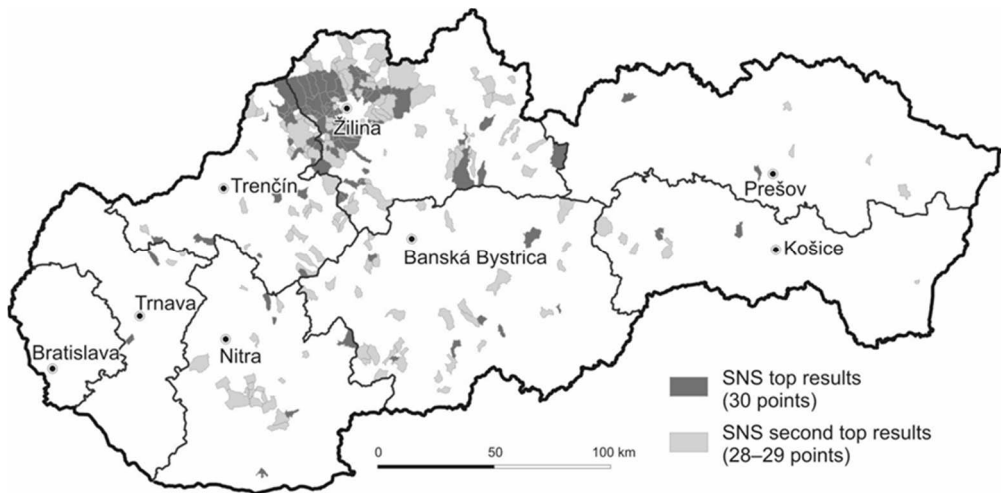 Žilina
Trenčín
Prešov
Banská Bystrica
Košice
Trnava
Bratislava
Nitra
SNS top results
(30 points)
SNS second top results
(28–29 points)
0 50 100 km